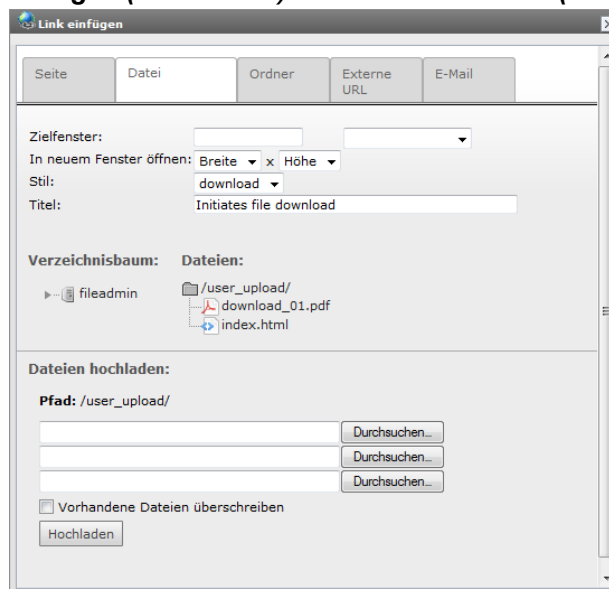 Link einfügen
Seite Datei Ordner Externe URL E-Mail
Zielfenster:
In neuem Fenster öffnen: Breite x Höhe
Stil: download
Titel: Initiates file download
Verzeichnisbaum: Dateien:
fileadmin /user_upload/
download_01.pdf
index.html
Dateien hochladen:
Pfad: /user_upload/
Durchsuchen...
Durchsuchen...
Durchsuchen...
Vorhandene Dateien überschreiben
Hochladen